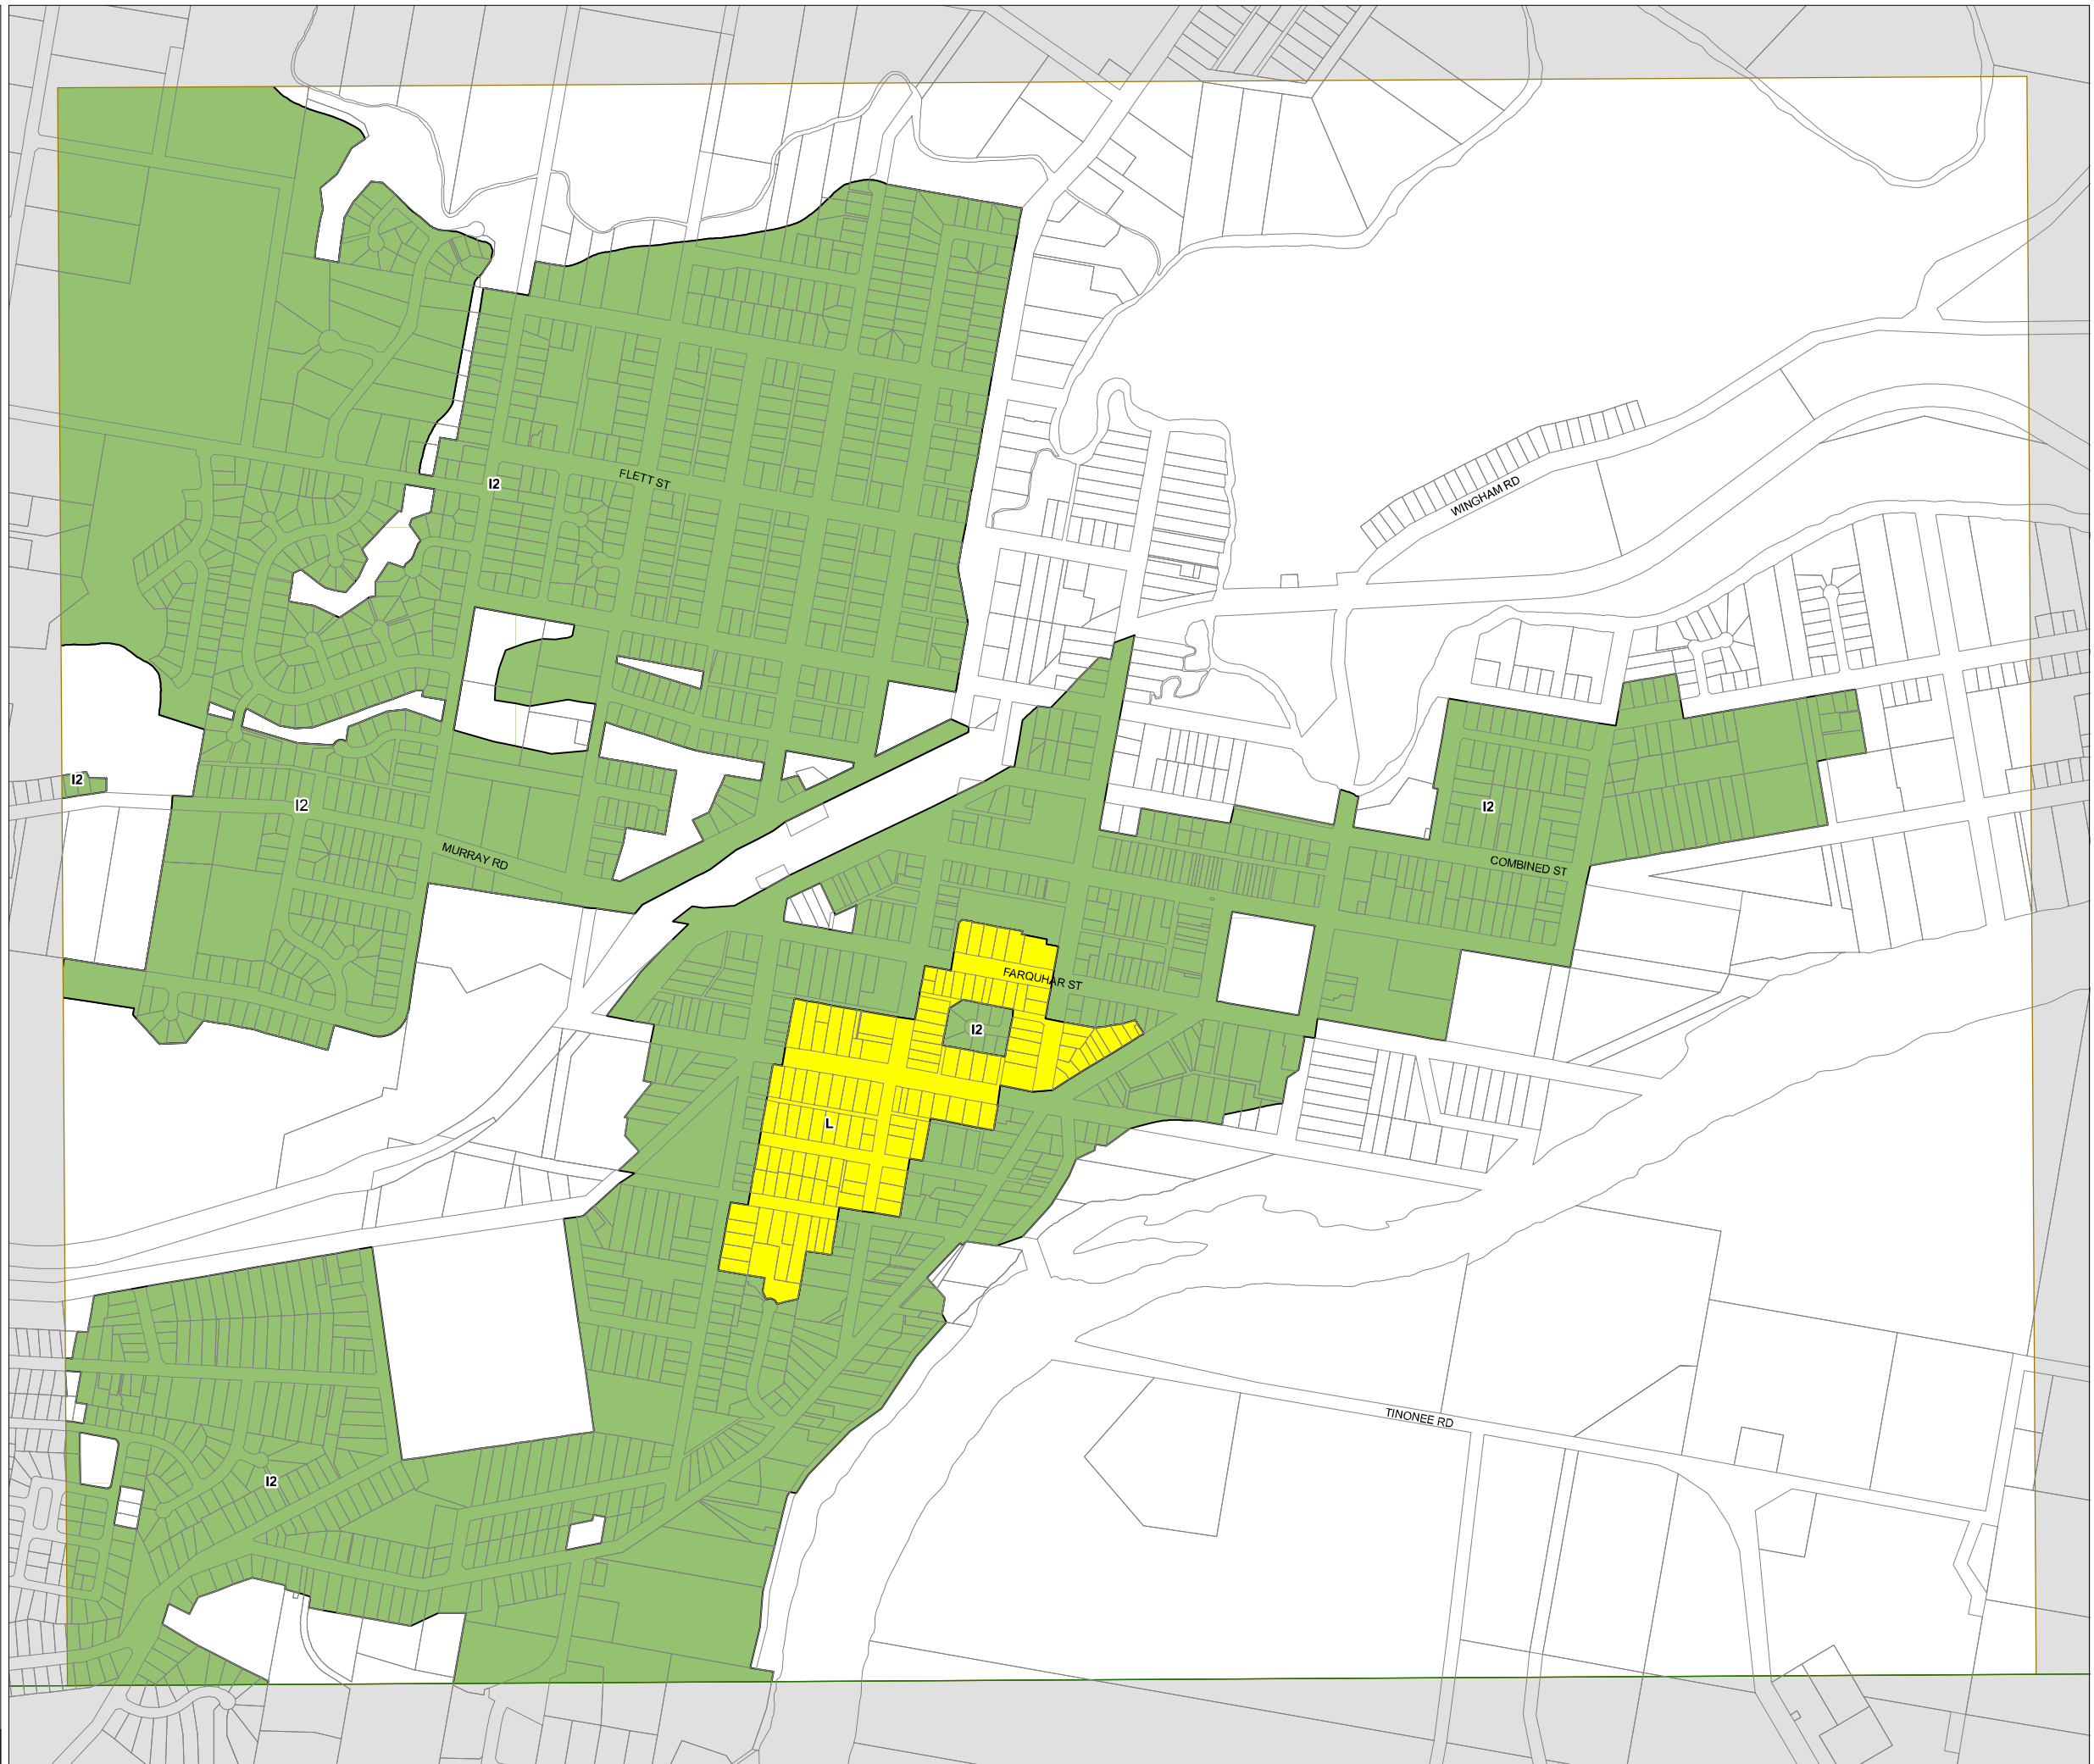 I2
FLETT ST
WINGHAM RD
I2
I2
I2
MURRAY RD
COMBINED ST
FARQUHAR ST
I2
L
TINONEE RD
I2